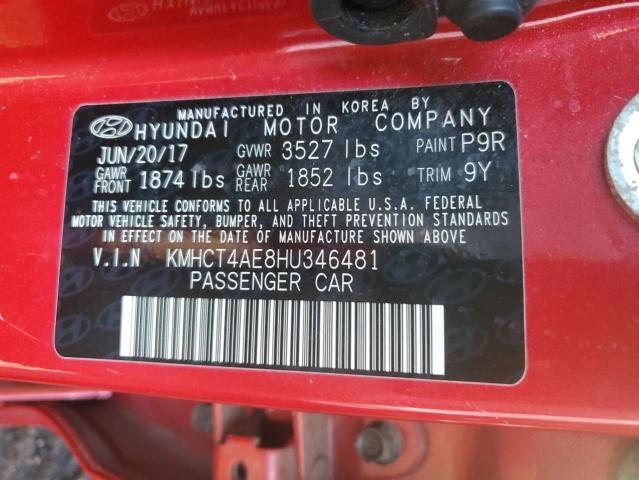 MANUFACTURED IN KOREA BY
HYUNDAI MOTOR COMPANY
JUN/20/17 GVWR 3527 lbs PAINT P9R
GAWR FRONT 1874 lbs GAWR REAR 1852 lbs TRIM 9Y
THIS VEHICLE CONFORMS TO ALL APPLICABLE U.S.A. FEDERAL
MOTOR VEHICLE SAFETY, BUMPER, AND THEFT PREVENTION STANDARDS
IN EFFECT ON THE DATE OF MANUFACTURE SHOWN ABOVE.
V.I.N KMHCT4AE8HU346481
PASSENGER CAR